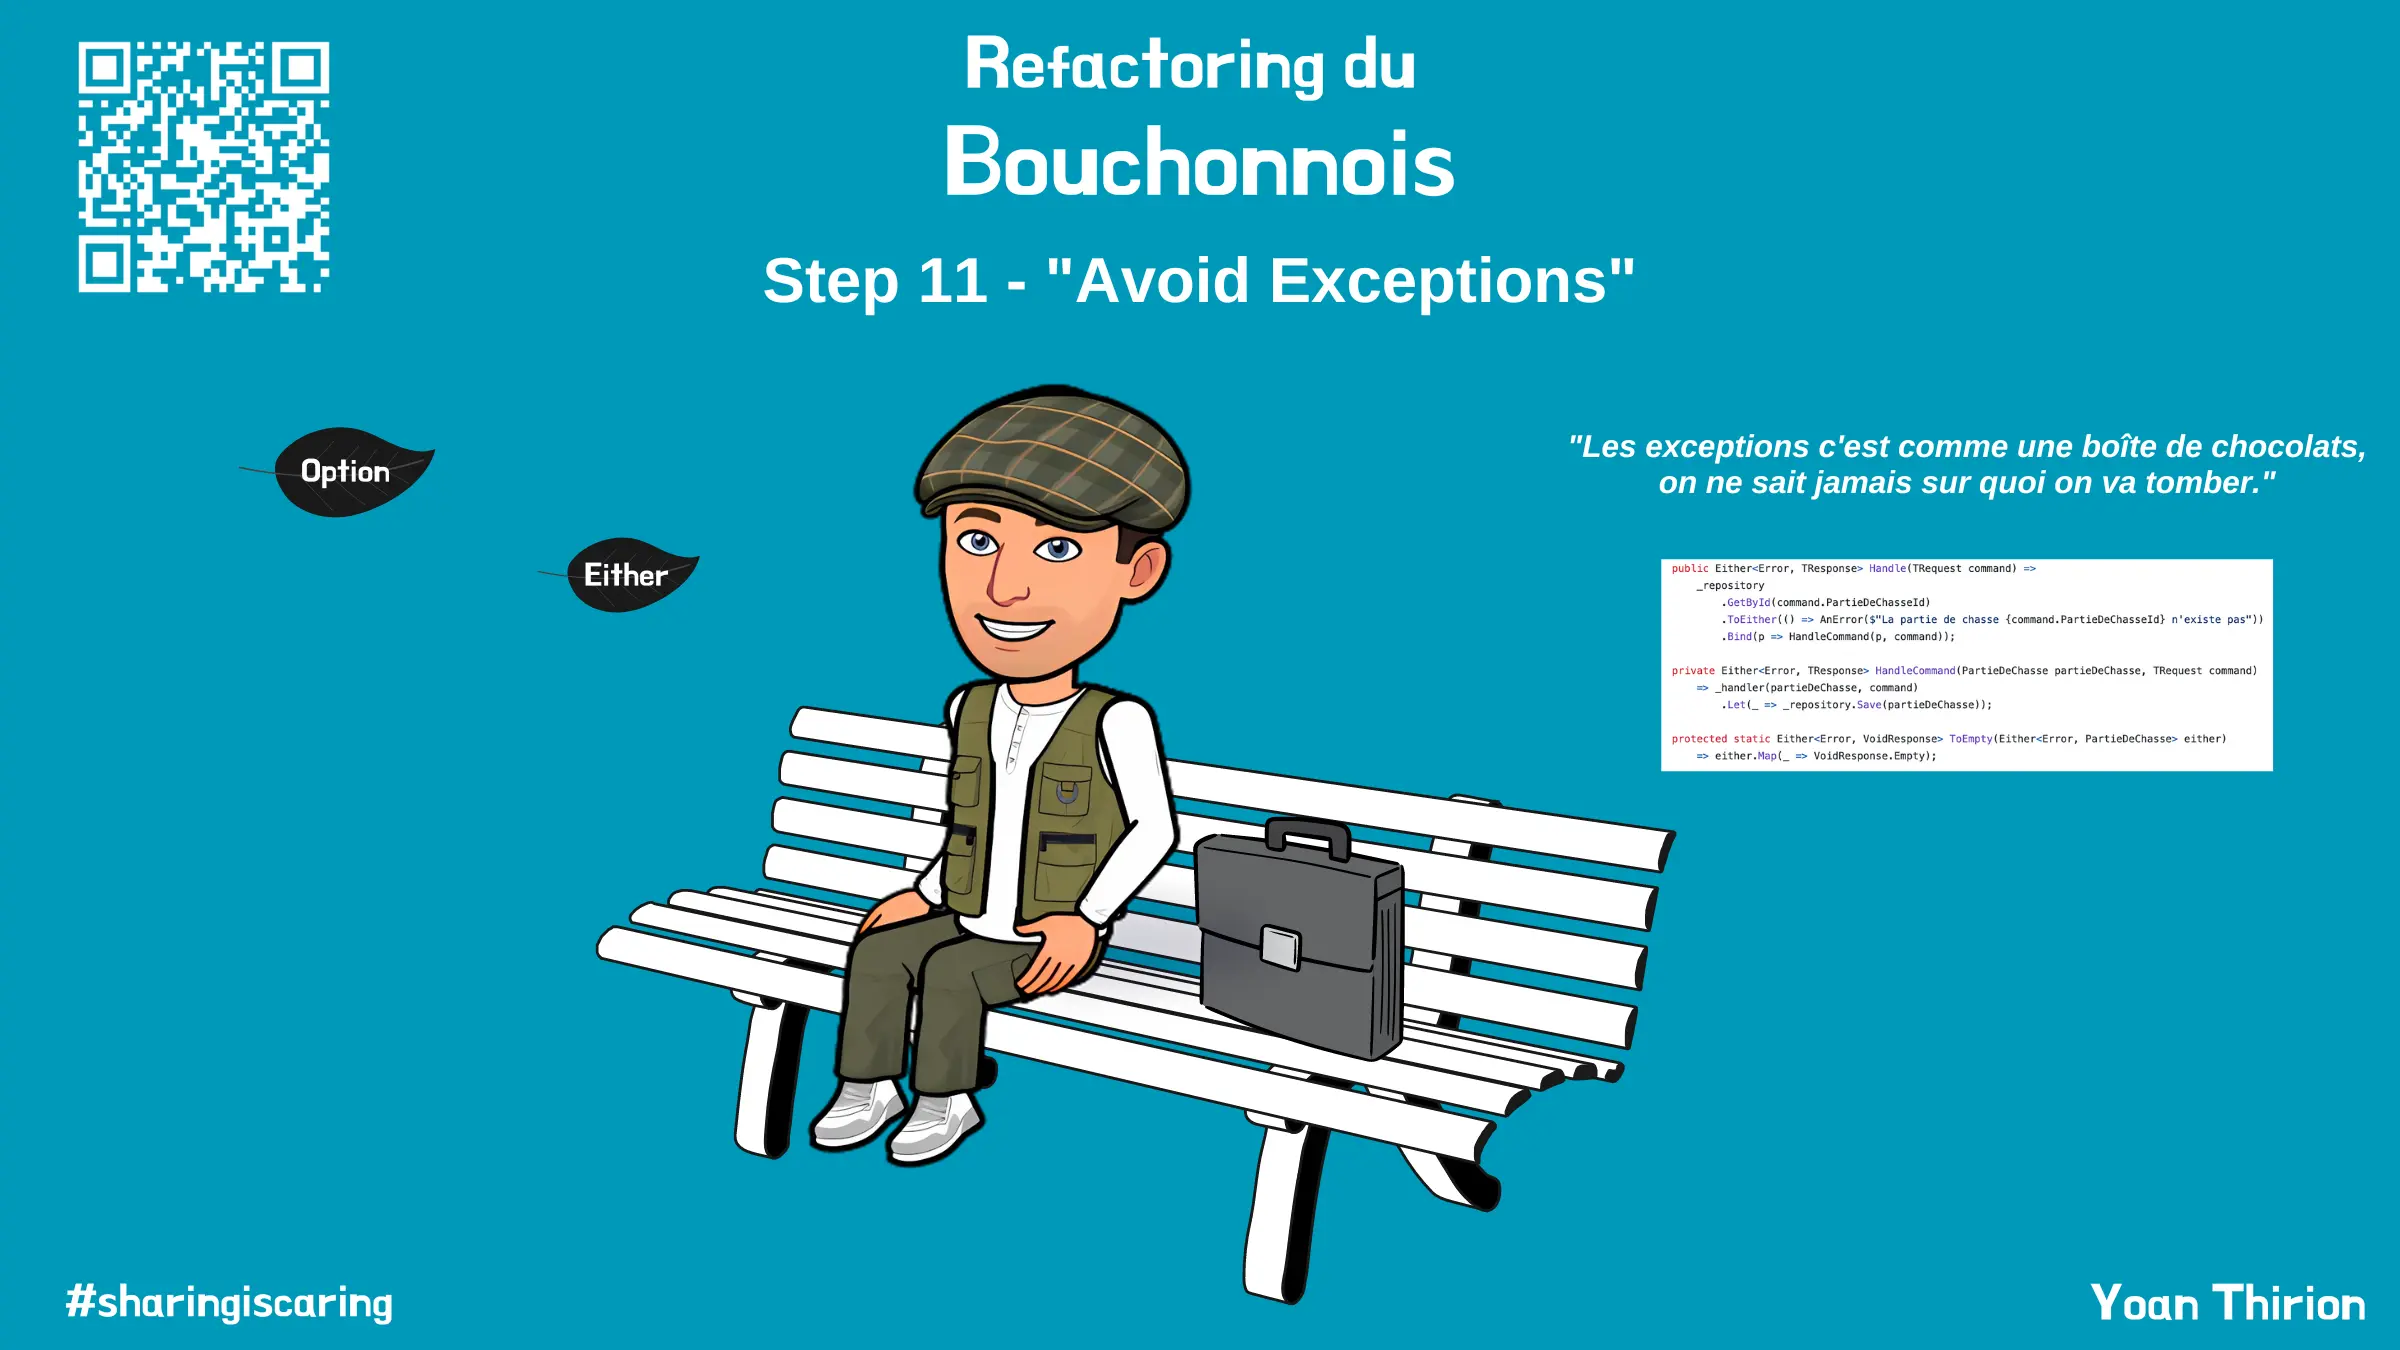 Refactoring du
Bouchonnois
Step 11 - "Avoid Exceptions"
Option
Either
"Les exceptions c'est comme une boîte de chocolats,
on ne sait jamais sur quoi on va tomber."
public Either<Error, TResponse> Handle(TRequest command) =>
_repository
.GetById(command.PartieDeChasseId)
.ToEither(() => AnError($"La partie de chasse {command.PartieDeChasseId} n'existe pas"))
.Bind(p => HandleCommand(p, command));
private Either<Error, TResponse> HandleCommand(PartieDeChasse partieDeChasse, TRequest command)
=> _handler(partieDeChasse, command)
.Let(_ => _repository.Save(partieDeChasse));
protected static Either<Error, VoidResponse> ToEmpty(Either<Error, PartieDeChasse> either)
=> either.Map(_ => VoidResponse.Empty);
#sharingiscaring
Yoan Thirion